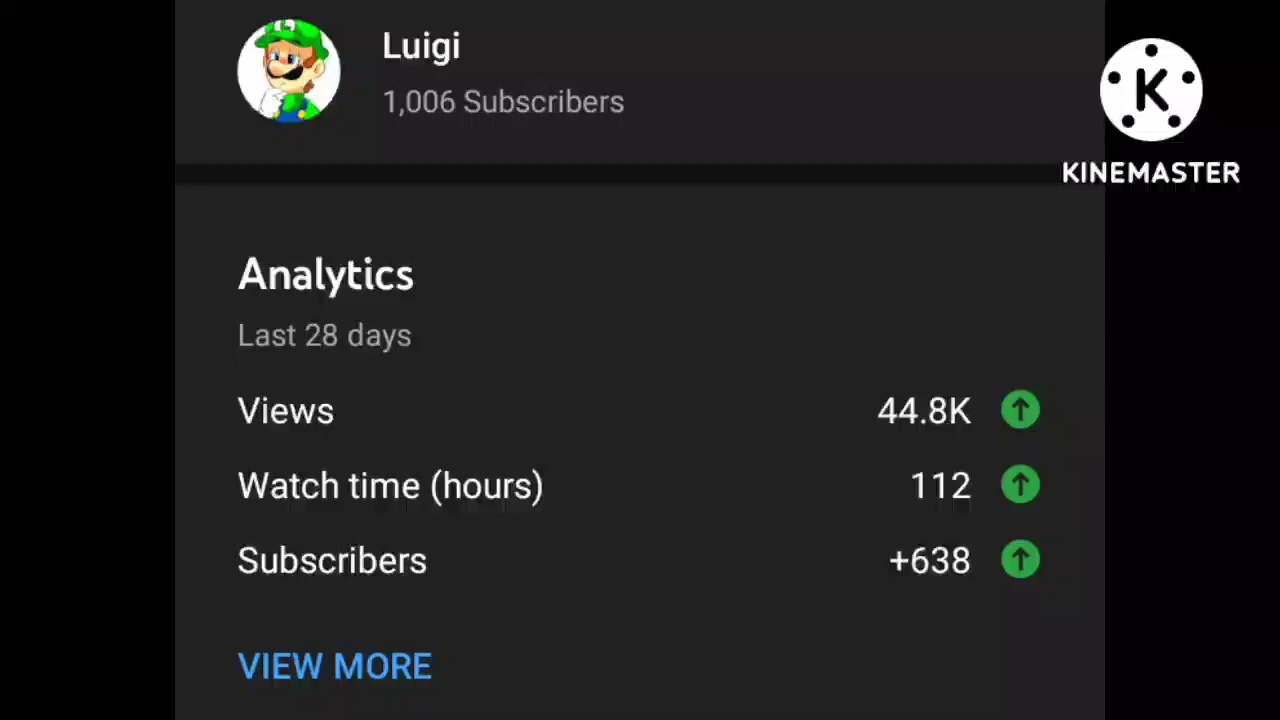 Luigi
1,006 Subscribers
K
KINEMASTER
Analytics
Last 28 days
Views 44.8K
Watch time (hours) 112
Subscribers +638
VIEW MORE